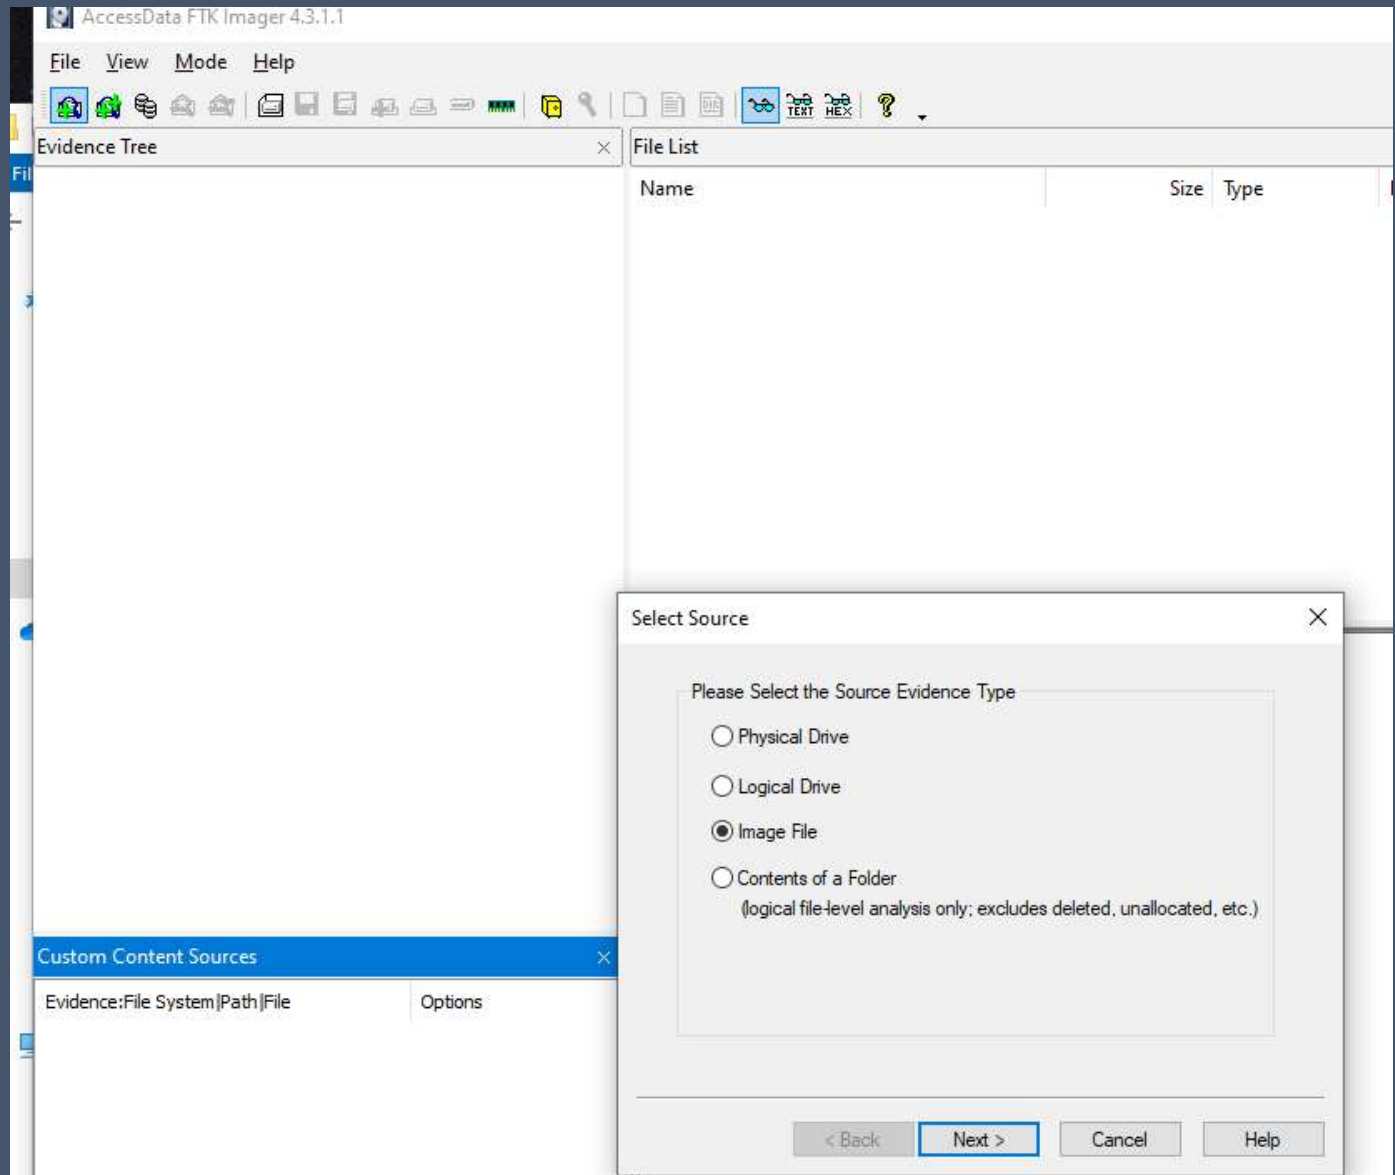 AccessData FTK Imager 4.3.1.1
File View Mode Help
TEXT HEX
Evidence Tree
File List
Fil
Name Size Type
Select Source
Please Select the Source Evidence Type
Physical Drive
Logical Drive
Image File
Contents of a Folder
(logical file-level analysis only; excludes deleted, unallocated, etc.)
Custom Content Sources
Evidence:File System|Path|File Options
< Back Next > Cancel Help